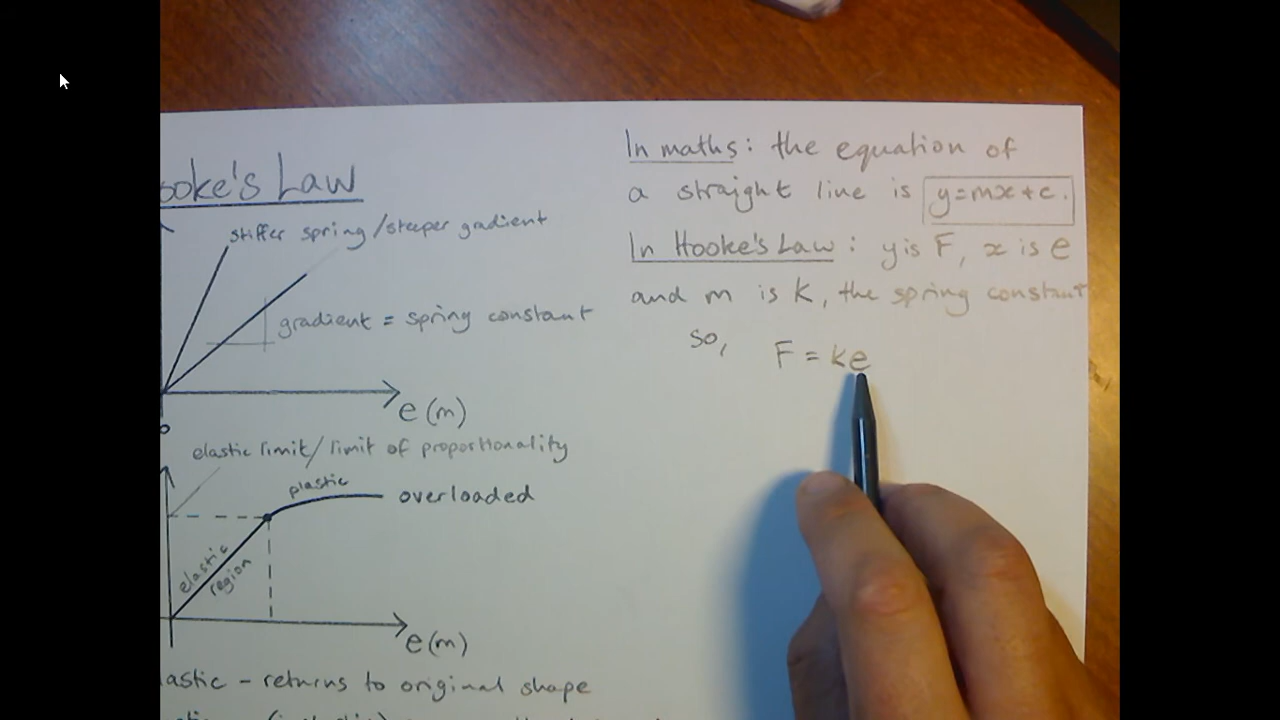 ooke's Law
stiffer spring/steeper gradient
gradient = spring constant
e (m)
elastic limit/limit of proportionality
plastic
overloaded
elastic
region
e (m)
lastic - returns to original shape
In maths: the equation of
a straight line is y=mx+c.
In Hooke's Law: y is F, x is e
and m is k, the spring constant
so,
F = ke